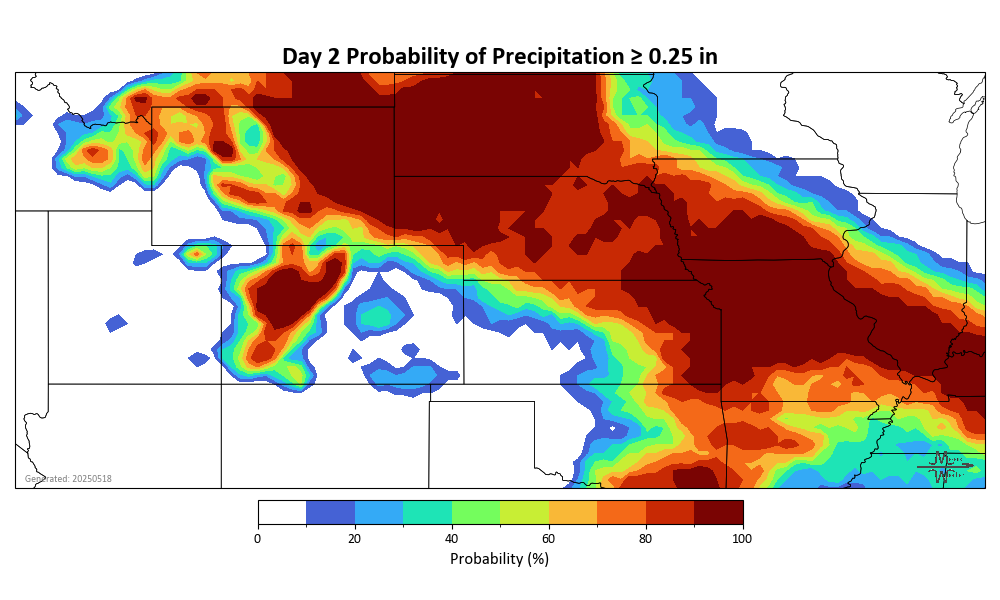 Day 2 Probability of Precipitation ≥ 0.25 in
Generated: 20250518
0 20 40 60 80 100
Probability (%)